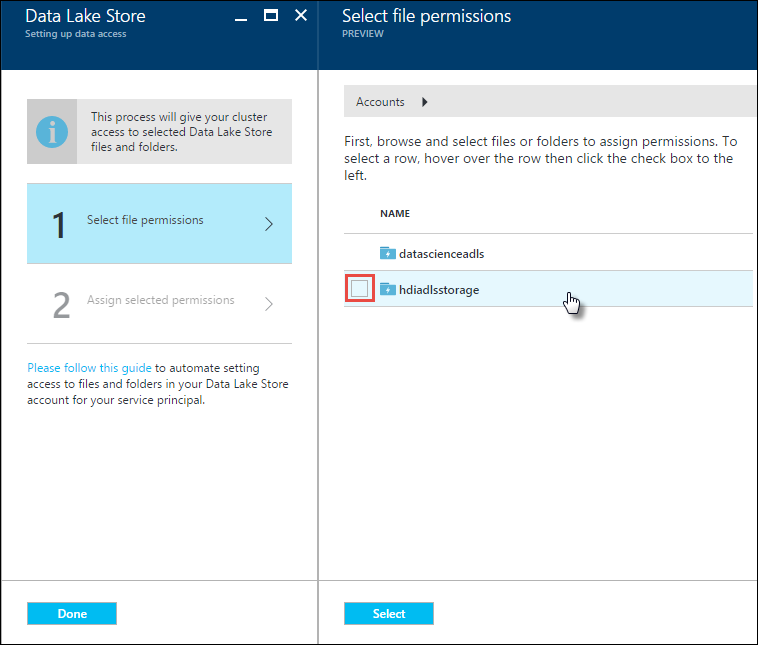 Data Lake Store
Setting up data access
This process will give your cluster
access to selected Data Lake Store
files and folders.
1
Select file permissions
2
Assign selected permissions
Please follow this guide to automate setting
access to files and folders in your Data Lake Store
account for your service principal.
Done
Select file permissions
PREVIEW
Accounts
First, browse and select files or folders to assign permissions. To
select a row, hover over the row then click the check box to the
left.
NAME
datascienceadls
hdiadlsstorage
Select